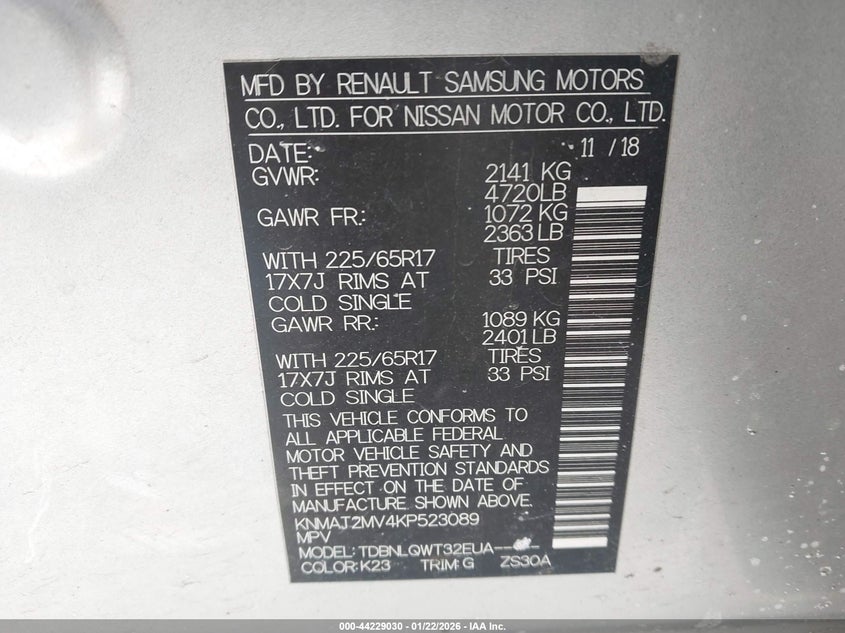 MFD BY RENAULT SAMSUNG MOTORS
CO., LTD. FOR NISSAN MOTOR CO., LTD.
DATE: 11 / 18
GVWR: 2141 KG
4720LB
GAWR FR.: 1072 KG
2363 LB
WITH 225/65R17 TIRES
17X7J RIMS AT 33 PSI
COLD SINGLE
GAWR RR.: 1089 KG
2401 LB
WITH 225/65R17 TIRES
17X7J RIMS AT 33 PSI
COLD SINGLE
THIS VEHICLE CONFORMS TO
ALL APPLICABLE FEDERAL
MOTOR VEHICLE SAFETY AND
THEFT PREVENTION STANDARDS
IN EFFECT ON THE DATE OF
MANUFACTURE SHOWN ABOVE.
KNMAT2MV4KP523089
MPV
MODEL: TDBNLQWT32EUA-----
COLOR: K23 TRIM: G ZS30A
000-44229030 - 01/22/2026 - IAA Inc.